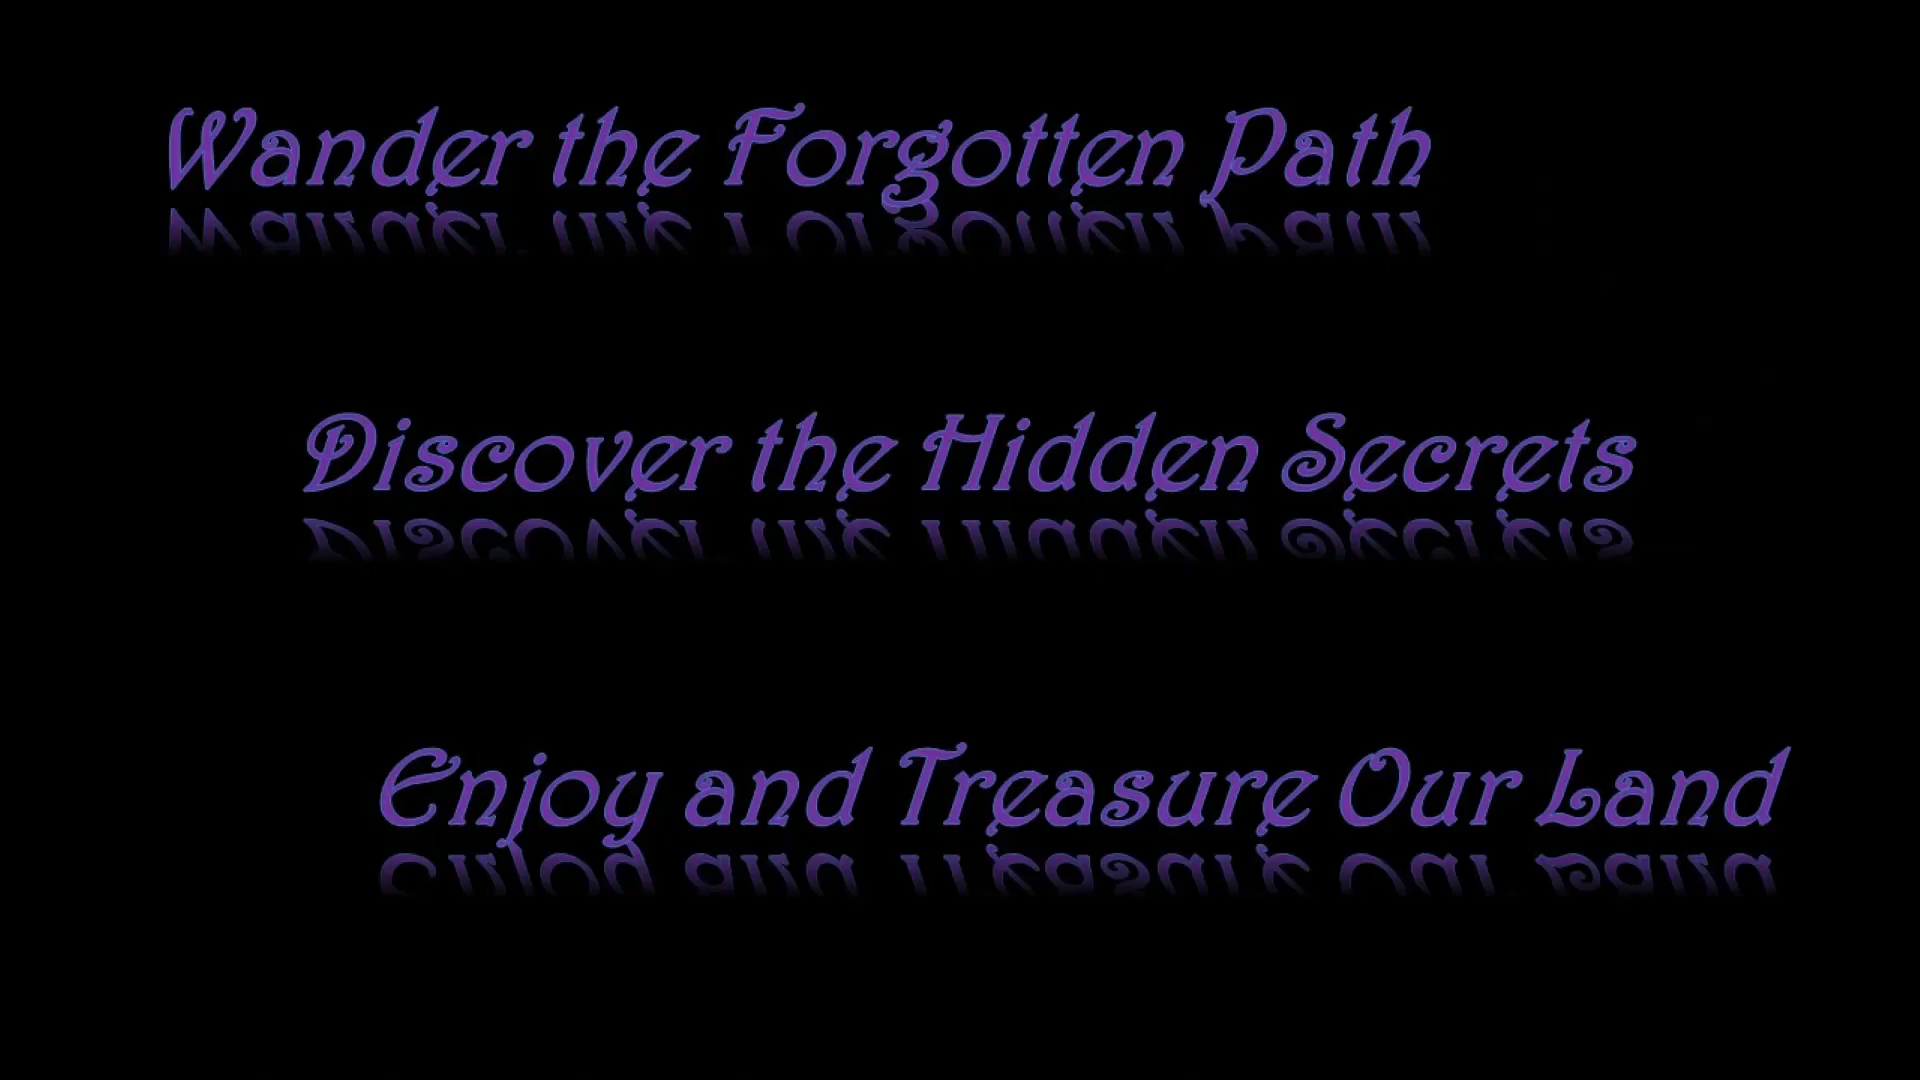 Wander the Forgotten Path
Discover the Hidden Secrets
Enjoy and Treasure Our Land